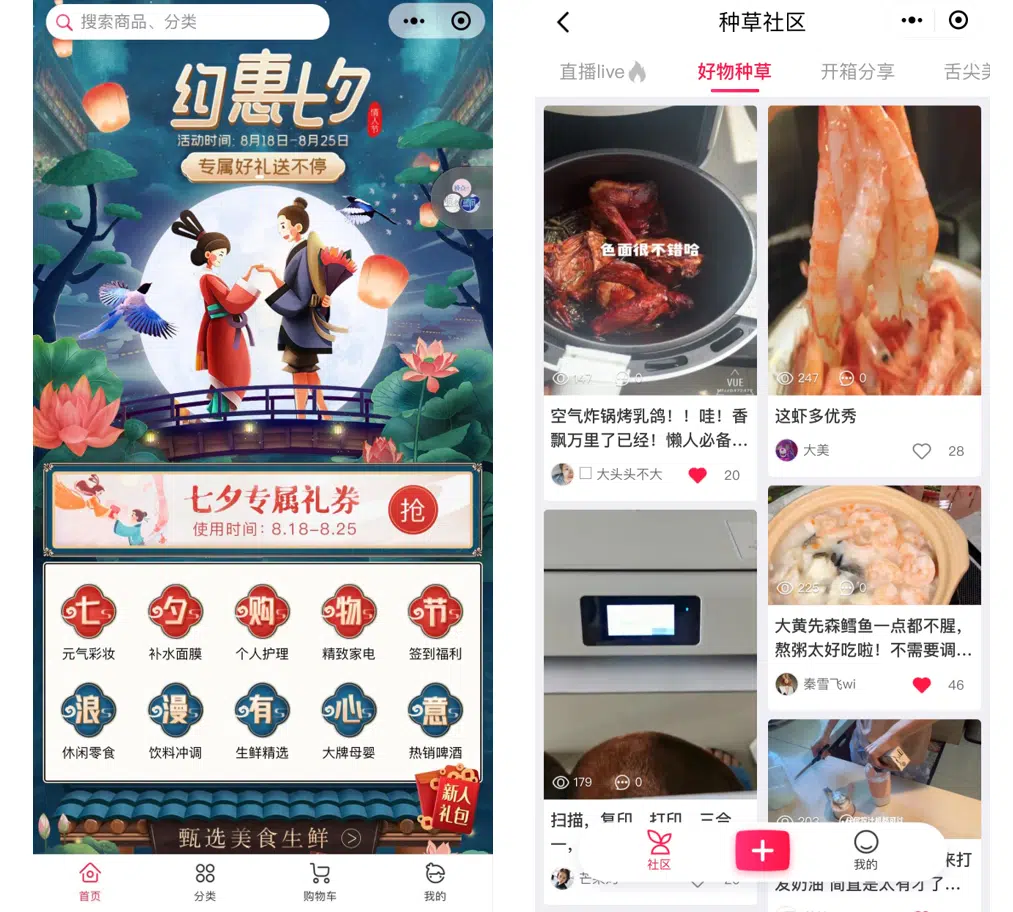 搜索商品、分类
约惠七夕
情人节
活动时间: 8月18日-8月25日
专属好礼送不停
七夕专属礼券
使用时间: 8.18-8.25
抢
七 夕 购 物 节
元气彩妆 补水面膜 个人护理 精致家电 签到福利
浪 漫 有 心 意
休闲零食 饮料冲调 生鲜精选 大牌母婴 热销啤酒
新人
礼包
甄选美食生鲜
首页 分类 购物车 我的
种草社区
直播live 好物种草 开箱分享 舌尖美
色面很不错哈
147 0
VUE
空气炸锅烤乳鸽！！哇！香
飘万里了已经！懒人必备...
大头头不大 20
179 0
扫描，复印，打印，三合
一，
247 0
这虾多优秀
大美 28
225 0
大黄先森鳕鱼一点都不腥，
熬粥太好吃啦！不需要调...
秦雪飞wi 46
203
来打
发奶油 简直是太有才了...
社区 我的